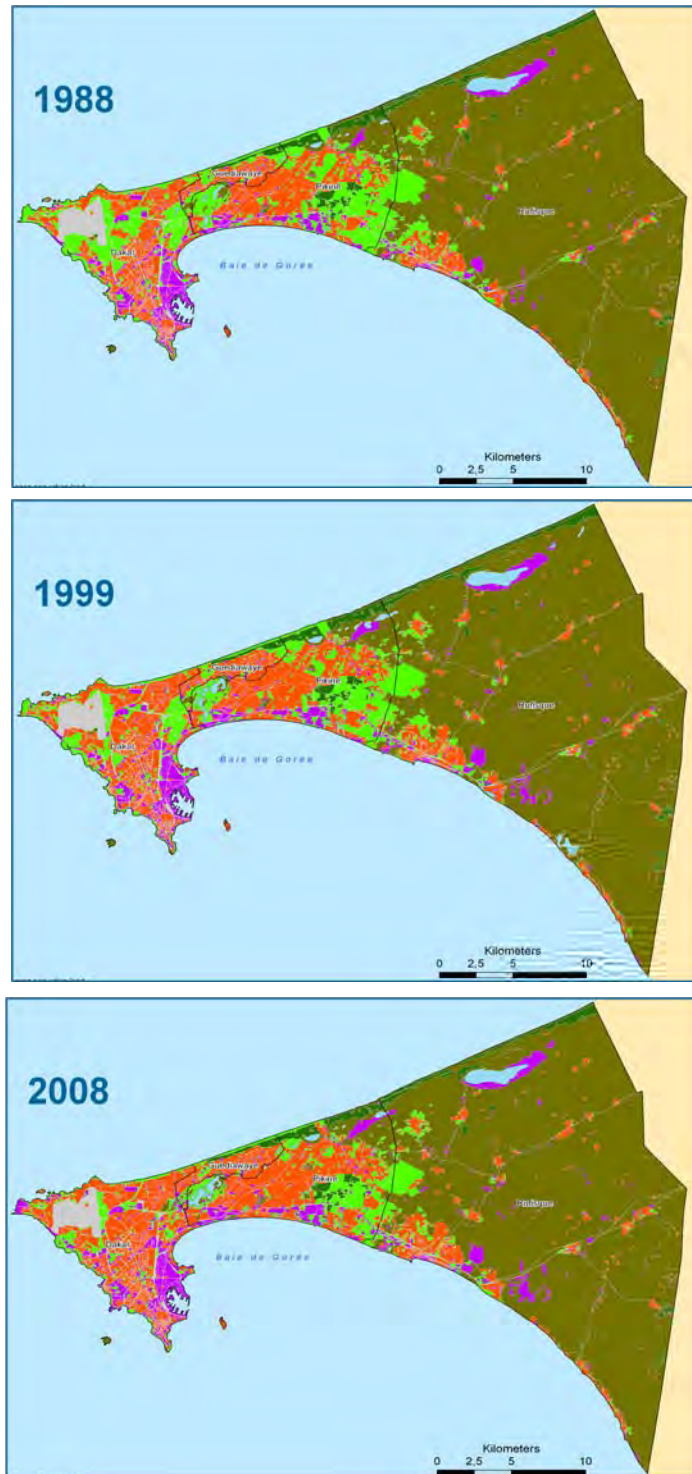 1988
Guediawaye
Pikine
Rufisque
Dakar
Baie de Gorée
Kilometers
0 2,5 5 10
1999
Guediawaye
Pikine
Rufisque
Dakar
Baie de Gorée
Kilometers
0 2,5 5 10
2008
Guediawaye
Pikine
Rufisque
Dakar
Baie de Gorée
Kilometers
0 2,5 5 10